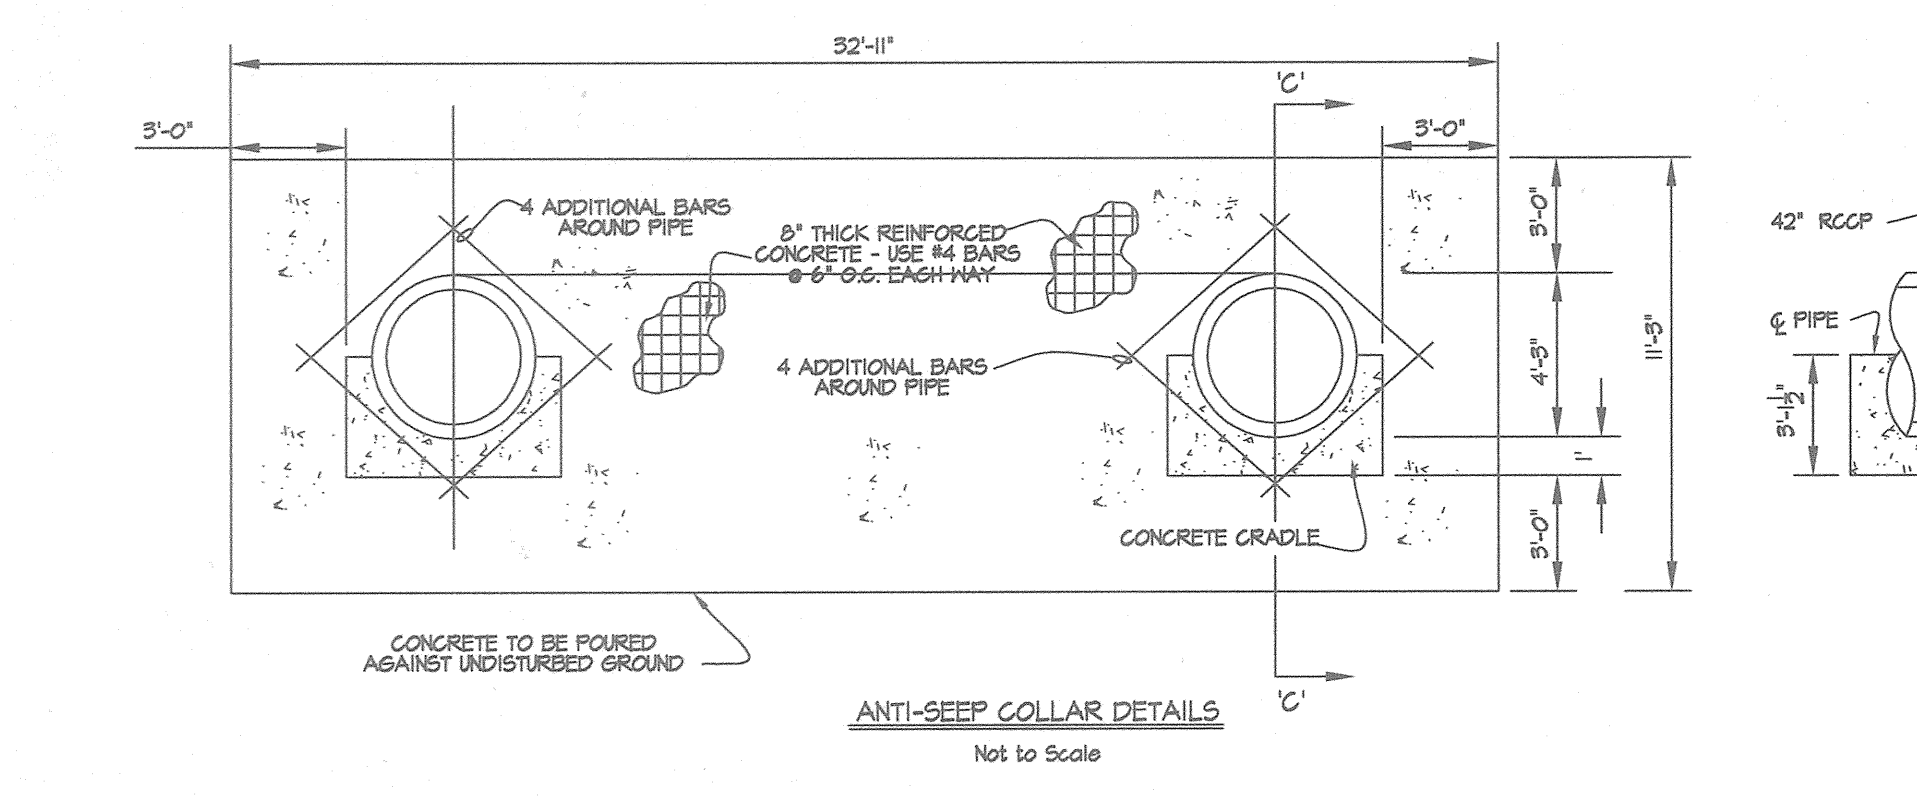 32'-11"
'C'
3'-0"
3'-0"
4 ADDITIONAL BARS
AROUND PIPE
8" THICK REINFORCED
CONCRETE - USE #4 BARS
@ 6" O.C. EACH WAY
3'-0"
42" RCCP
℄ PIPE
11'-3"
4'-3"
4 ADDITIONAL BARS
AROUND PIPE
3'-1½"
1'
3'-0"
CONCRETE CRADLE
CONCRETE TO BE POURED
AGAINST UNDISTURBED GROUND
'C'
ANTI-SEEP COLLAR DETAILS
Not to Scale